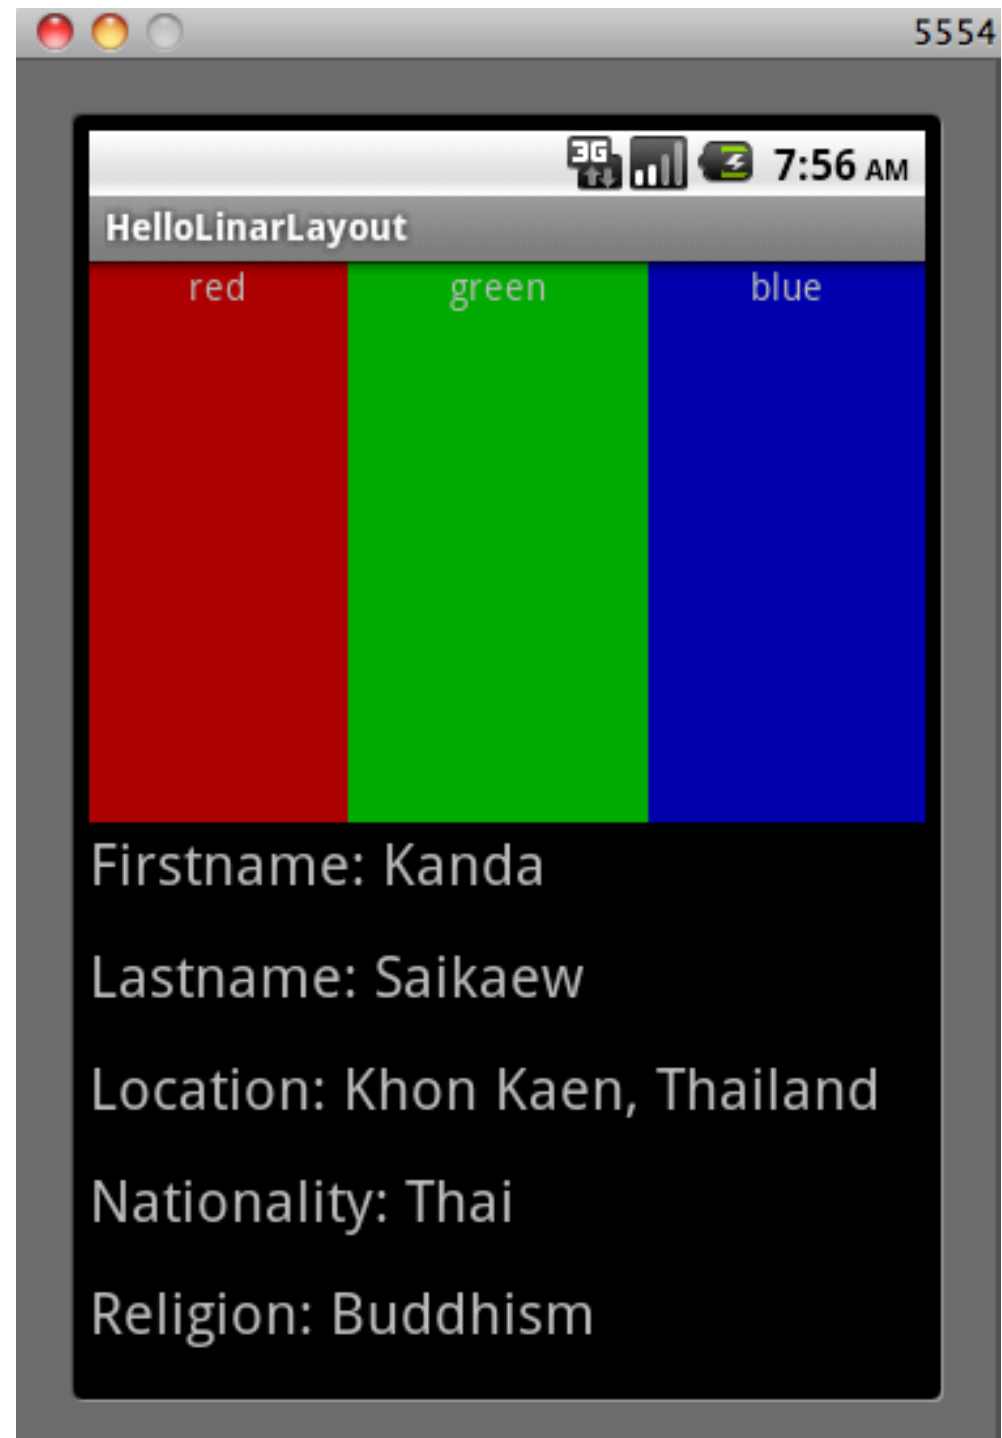 5554
3G 7:56 AM
HelloLinarLayout
red green blue
Firstname: Kanda
Lastname: Saikaew
Location: Khon Kaen, Thailand
Nationality: Thai
Religion: Buddhism